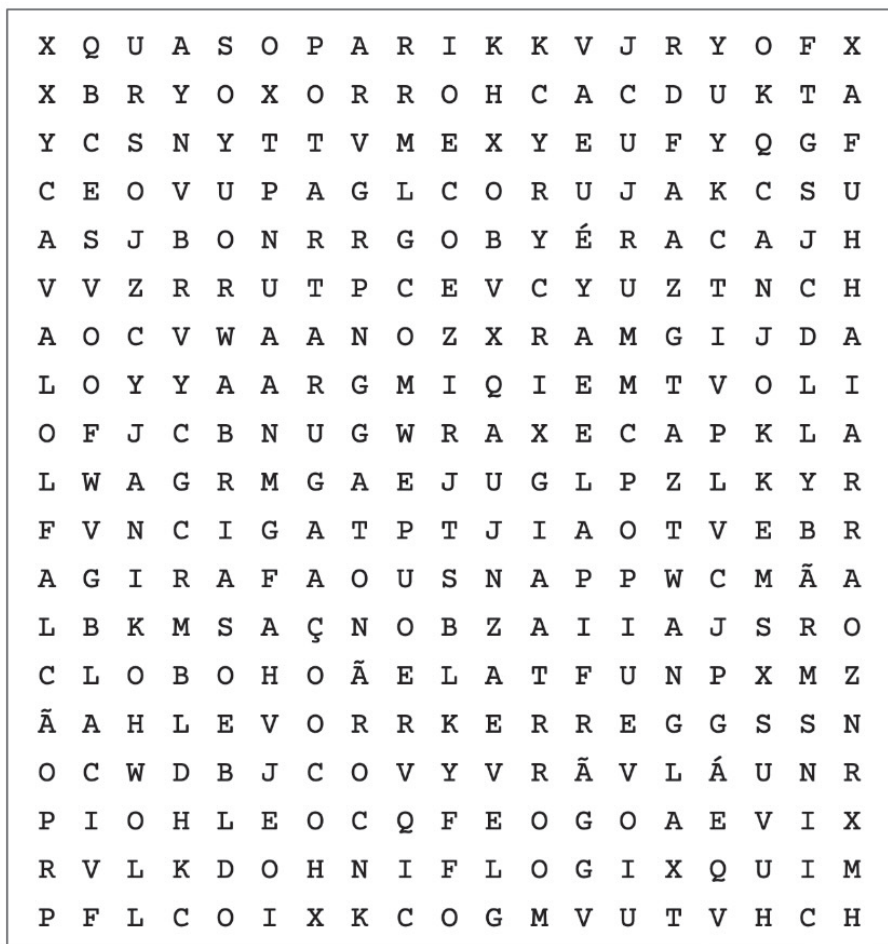 X Q U A S O P A R I K K V J R Y O F X
X B R Y O X O R R O H C A C D U K T A
Y C S N Y T T V M E X Y E U F Y Q G F
C E O V U P A G L C O R U J A K C S U
A S J B O N R R G O B Y É R A C A J H
V V Z R R U T P C E V C Y U Z T N C H
A O C V W A A N O Z X R A M G I J D A
L O Y Y A A R G M I Q I E M T V O L I
O F J C B N U G W R A X E C A P K L A
L W A G R M G A E J U G L P Z L K Y R
F V N C I G A T P T J I A O T V E B R
A G I R A F A O U S N A P P W C M Ã A
L B K M S A Ç N O B Z A I I A J S R O
C L O B O H O Ã E L A T F U N P X M Z
Ã A H L E V O R R K E R R E G G S S N
O C W D B J C O V Y V R Ã V L Á U N R
P I O H L E O C Q F E O G O A E V I X
R V L K D O H N I F L O G I X Q U I M
P F L C O I X K C O G M V U T V H C H